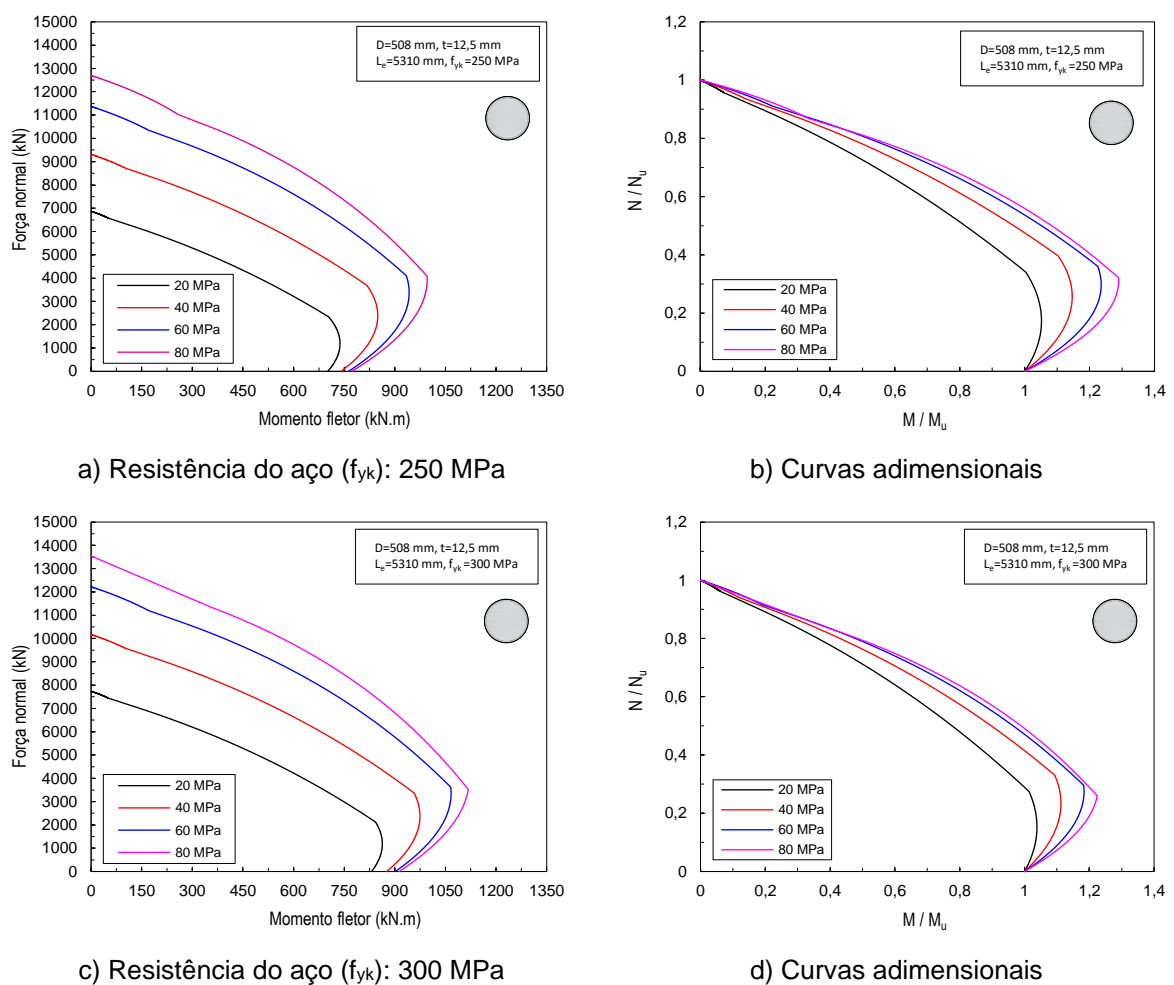 15000
14000
13000
12000
11000
10000
9000
8000
7000
6000
5000
4000
3000
2000
1000
0
Força normal (kN)
D=508 mm, t=12,5 mm
Lₑ=5310 mm, fyk=250 MPa
20 MPa
40 MPa
60 MPa
80 MPa
0 150 300 450 600 750 900 1050 1200 1350
Momento fletor (kN.m)
a) Resistência do aço (fyk): 250 MPa
1,2
1
0,8
0,6
0,4
0,2
0
N / Nu
D=508 mm, t=12,5 mm
Lₑ=5310 mm, fyk=250 MPa
20 MPa
40 MPa
60 MPa
80 MPa
0 0,2 0,4 0,6 0,8 1 1,2 1,4
M / Mu
b) Curvas adimensionais
15000
14000
13000
12000
11000
10000
9000
8000
7000
6000
5000
4000
3000
2000
1000
0
Força normal (kN)
D=508 mm, t=12,5 mm
Lₑ=5310 mm, fyk=300 MPa
20 MPa
40 MPa
60 MPa
80 MPa
0 150 300 450 600 750 900 1050 1200 1350
Momento fletor (kN.m)
c) Resistência do aço (fyk): 300 MPa
1,2
1
0,8
0,6
0,4
0,2
0
N / Nu
D=508 mm, t=12,5 mm
Lₑ=5310 mm, fyk=300 MPa
20 MPa
40 MPa
60 MPa
80 MPa
0 0,2 0,4 0,6 0,8 1 1,2 1,4
M / Mu
d) Curvas adimensionais